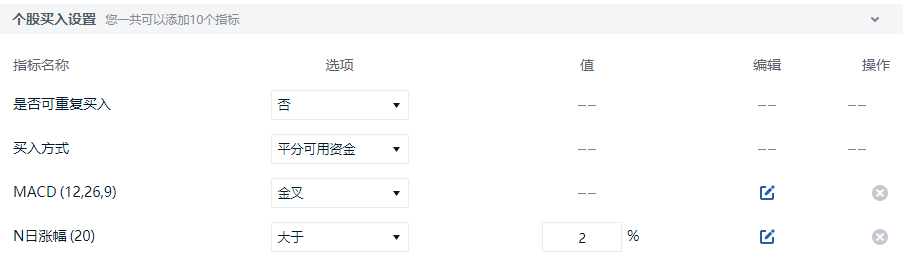 个股买入设置 您一共可以添加10个指标
指标名称 选项 值 编辑 操作
是否可重复买入 否 -- -- --
买入方式 平分可用资金 -- -- --
MACD (12,26,9) 金叉 --
N日涨幅 (20) 大于 2 %